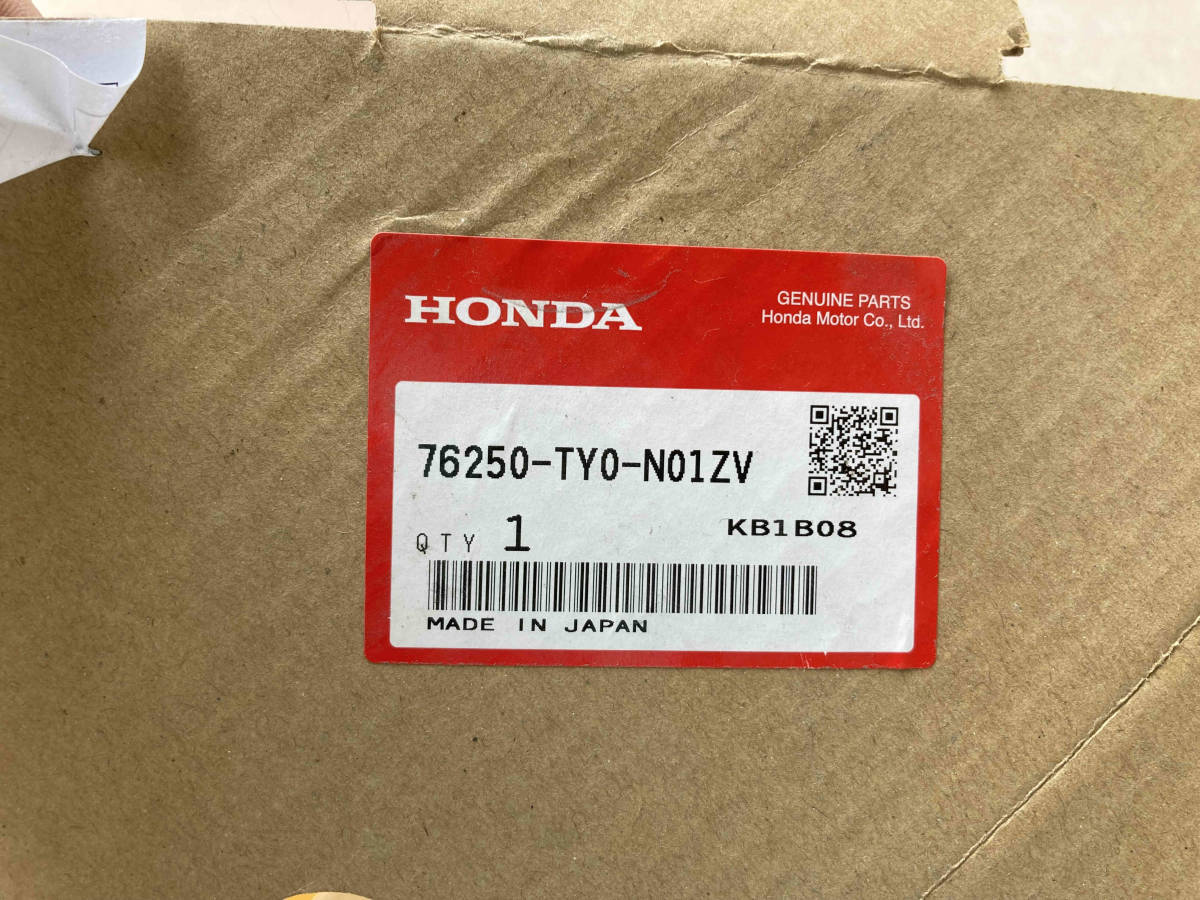 HONDA
GENUINE PARTS
Honda Motor Co., Ltd.
76250-TY0-N01ZV
QTY 1
KB1B08
MADE IN JAPAN